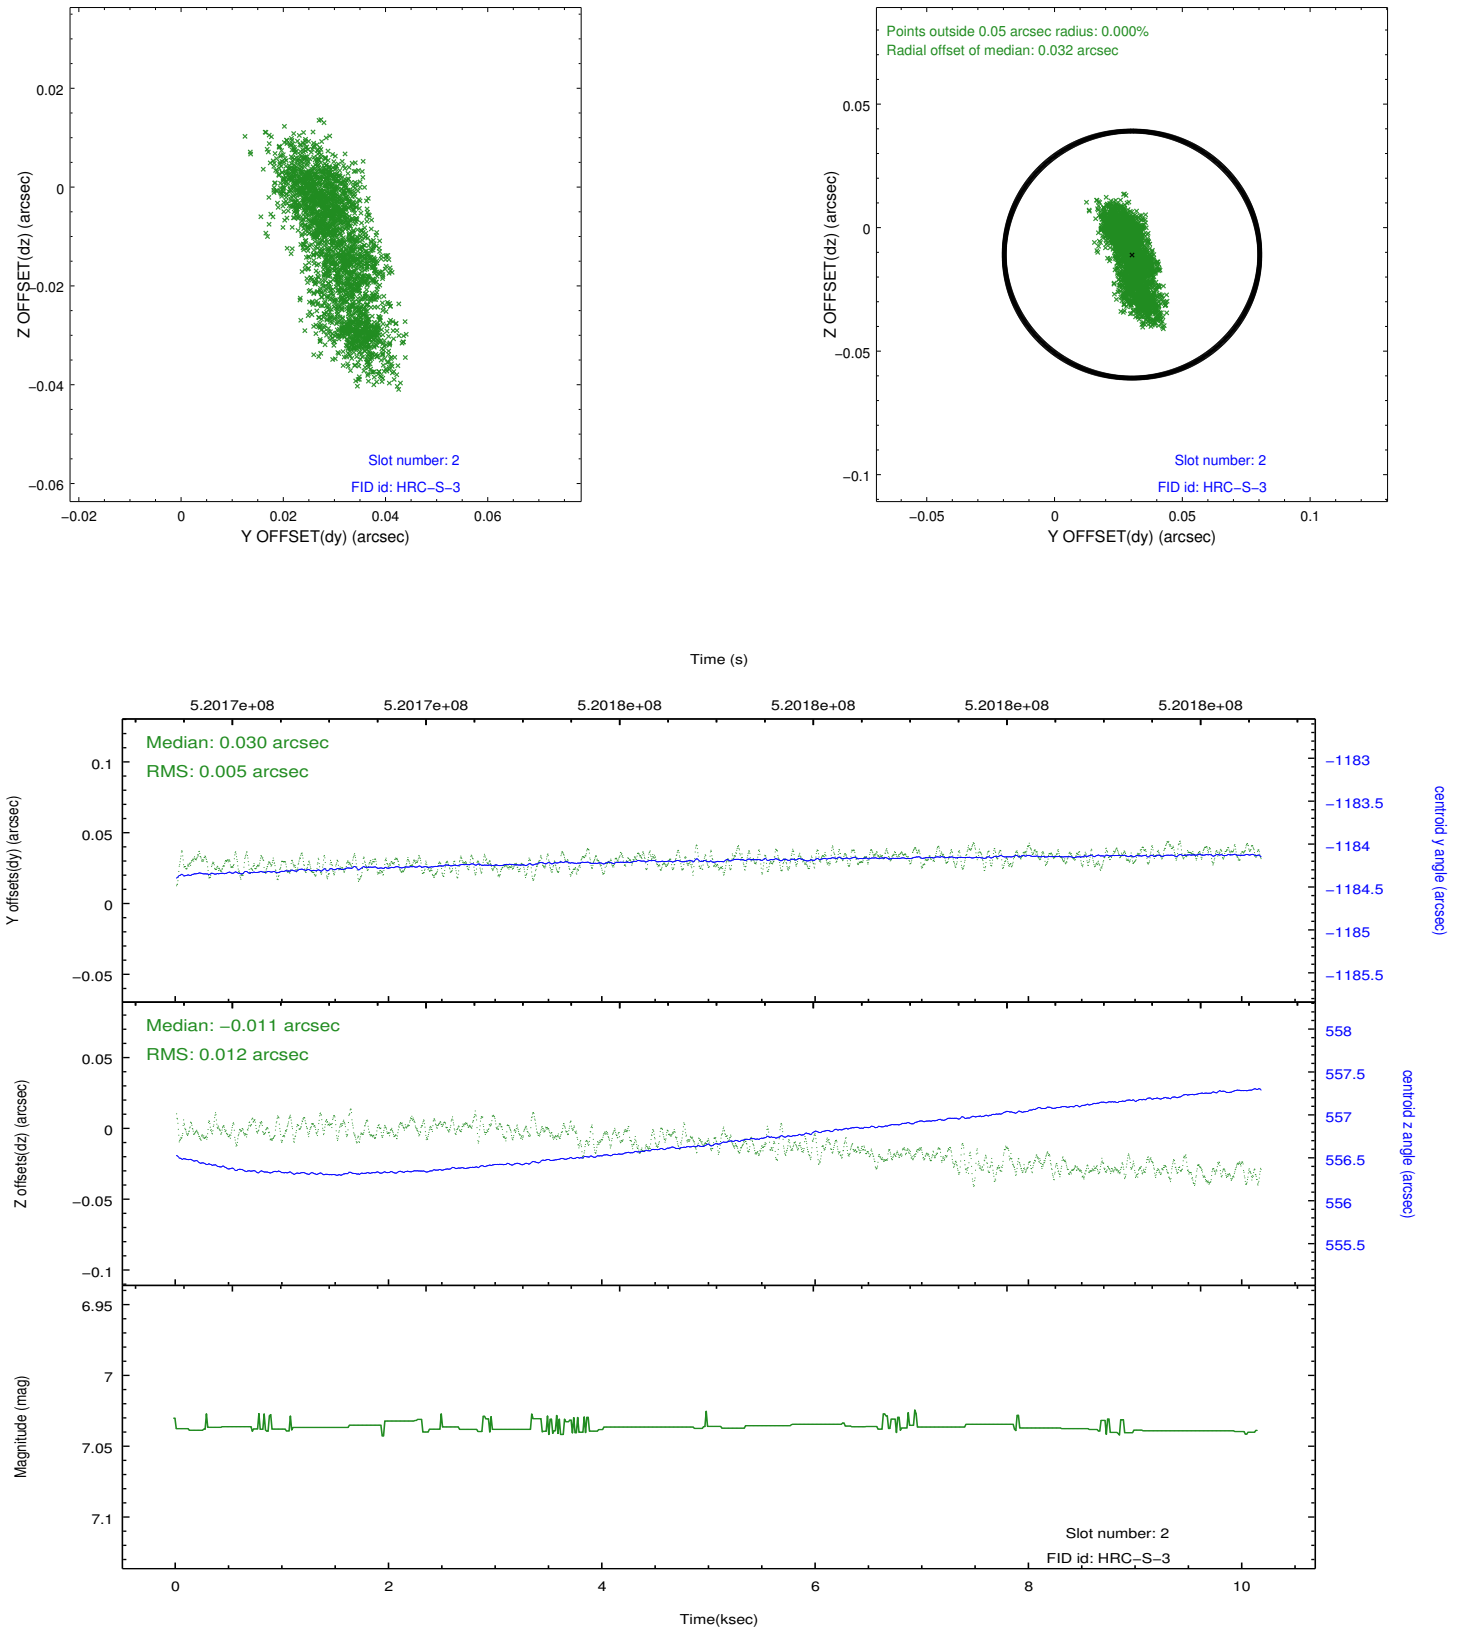 0.02
0
−0.02
−0.04
−0.06
Z OFFSET(dz) (arcsec)
Slot number: 2
FID id: HRC−S−3
−0.02
0
0.02
0.04
0.06
Y OFFSET(dy) (arcsec)
Points outside 0.05 arcsec radius: 0.000%
Radial offset of median: 0.032 arcsec
0.05
0
−0.05
−0.1
Z OFFSET(dz) (arcsec)
Slot number: 2
FID id: HRC−S−3
−0.05
0
0.05
0.1
Y OFFSET(dy) (arcsec)
Time (s)
5.2017e+08
5.2017e+08
5.2018e+08
5.2018e+08
5.2018e+08
5.2018e+08
Median: 0.030 arcsec
RMS: 0.005 arcsec
0.1
0.05
0
−0.05
Y offsets(dy) (arcsec)
−1183
−1183.5
−1184
−1184.5
−1185
−1185.5
centroid y angle (arcsec)
Median: −0.011 arcsec
RMS: 0.012 arcsec
0.05
0
−0.05
−0.1
Z offsets(dz) (arcsec)
558
557.5
557
556.5
556
555.5
centroid z angle (arcsec)
6.95
7
7.05
7.1
Magnitude (mag)
Slot number: 2
FID id: HRC−S−3
0
2
4
6
8
10
Time(ksec)